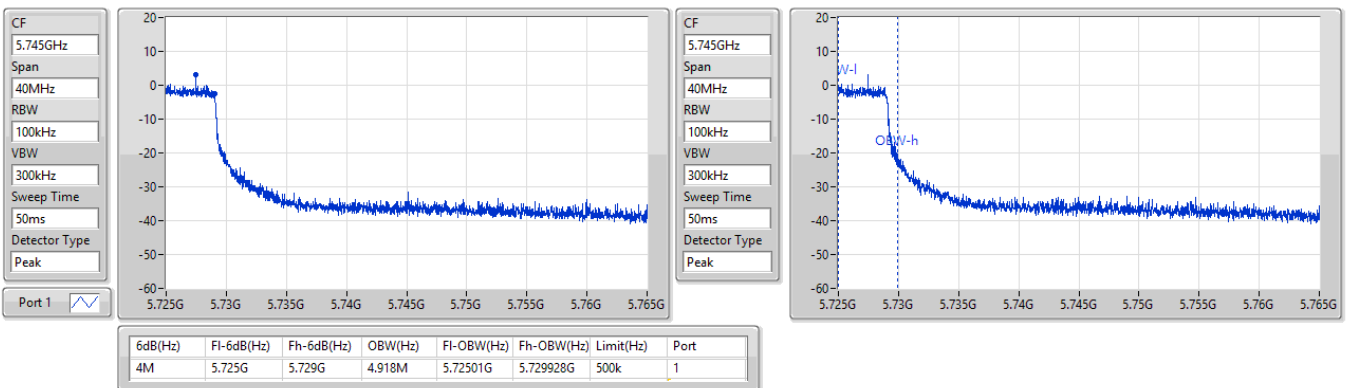 CF
5.745GHz
Span
40MHz
RBW
100kHz
VBW
300kHz
Sweep Time
50ms
Detector Type
Peak
Port 1
20
10
0
-10
-20
-30
-40
-50
-60
5.725G 5.73G 5.735G 5.74G 5.745G 5.75G 5.755G 5.76G 5.765G
CF
5.745GHz
Span
40MHz
RBW
100kHz
VBW
300kHz
Sweep Time
50ms
Detector Type
Peak
20
10
0
-10
-20
-30
-40
-50
-60
W-l
OBW-h
5.725G 5.73G 5.735G 5.74G 5.745G 5.75G 5.755G 5.76G 5.765G
6dB(Hz) Fl-6dB(Hz) Fh-6dB(Hz) OBW(Hz) Fl-OBW(Hz) Fh-OBW(Hz) Limit(Hz) Port
4M 5.725G 5.729G 4.918M 5.72501G 5.729928G 500k 1